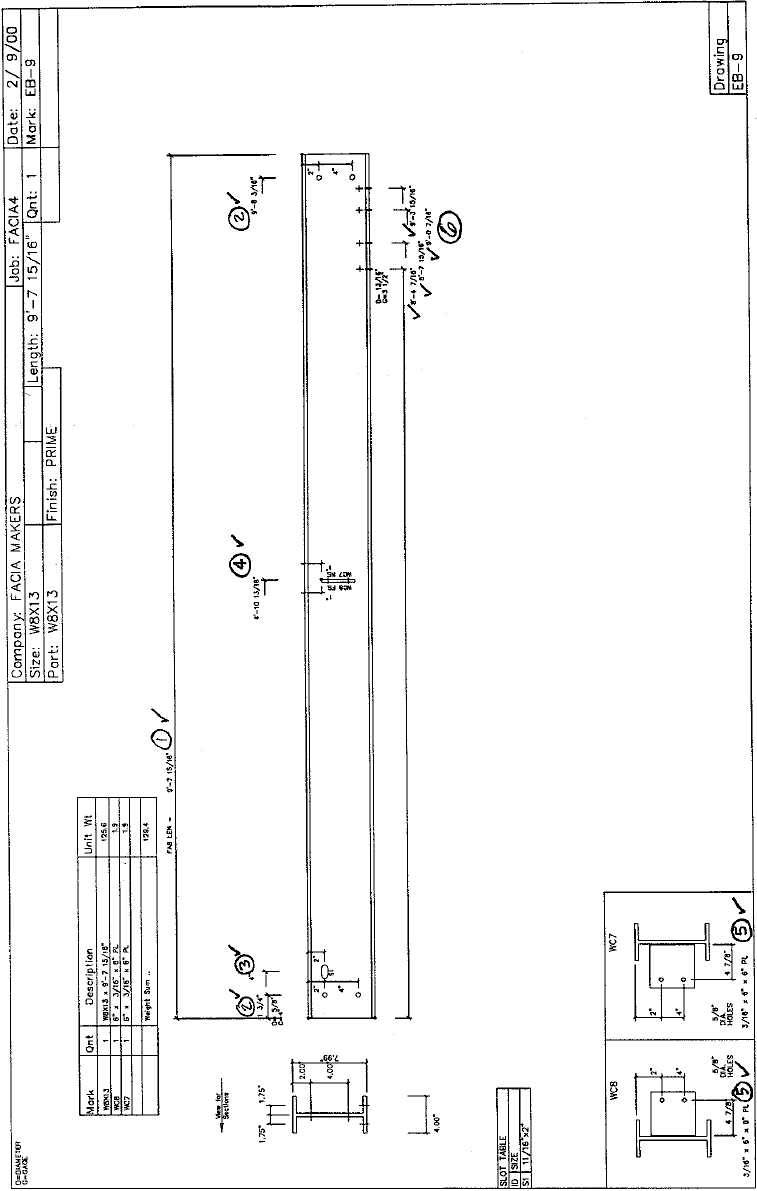 Company: FACIA MAKERS
Job: FACIA4
Date: 2/ 9/00
Size: W8X13
Length: 9'-7 15/16"
Qnt: 1
Mark: EB-9
Part: W8X13
Finish: PRIME
Drawing
EB-9
Mark Qnt Description Unit Wt
W8X13 1 W8X13 x 9'-7 15/16" 125.6
WC8 1 6" x 3/16" x 6" PL 1.9
WC7 1 6" x 3/16" x 6" PL 1.9
Weight Sum .. 129.4
FAB LEN = 9'-7 15/16" 1 ✓
2 ✓
1 3/4"
3 ✓
4 ✓
4'-10 13/16"
2 ✓
9'-6 3/16"
2"
4"
2"
S1
2"
4"
WC7 NS
WC8 FS
1"
D= 13/16"
G=3 1/2"
✓ 8'-4 7/16"
✓ 8'-7 15/16"
✓ 9'-0 7/16"
✓ 9'-3 15/16"
6
View for
Sections
1.75" 1.75"
2.00"
4.00"
7.99"
4.00"
SLOT TABLE
ID SIZE
S1 11/16"x2"
WC8
2"
4"
4 7/8"
5/8"
DIA.
HOLES
3/16" x 6" x 6" PL
5 ✓
WC7
2"
4"
4 7/8"
5/8"
DIA.
HOLES
3/16" x 6" x 6" PL
5 ✓
D=DIAMETER
G=GAGE